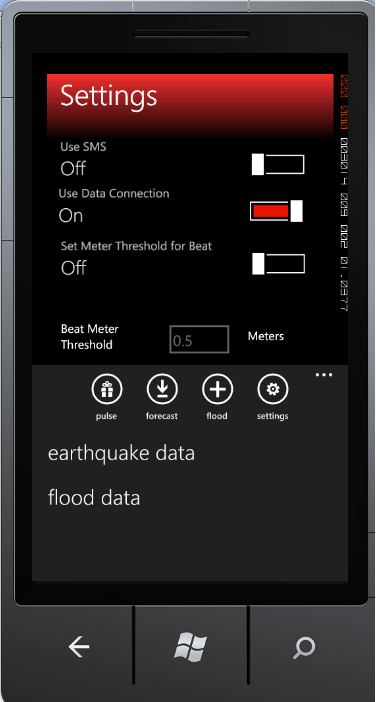 Settings
Use SMS
Off
Use Data Connection
On
Set Meter Threshold for Beat
Off
Beat Meter
Threshold
0.5
Meters
...
pulse
forecast
flood
settings
earthquake data
flood data